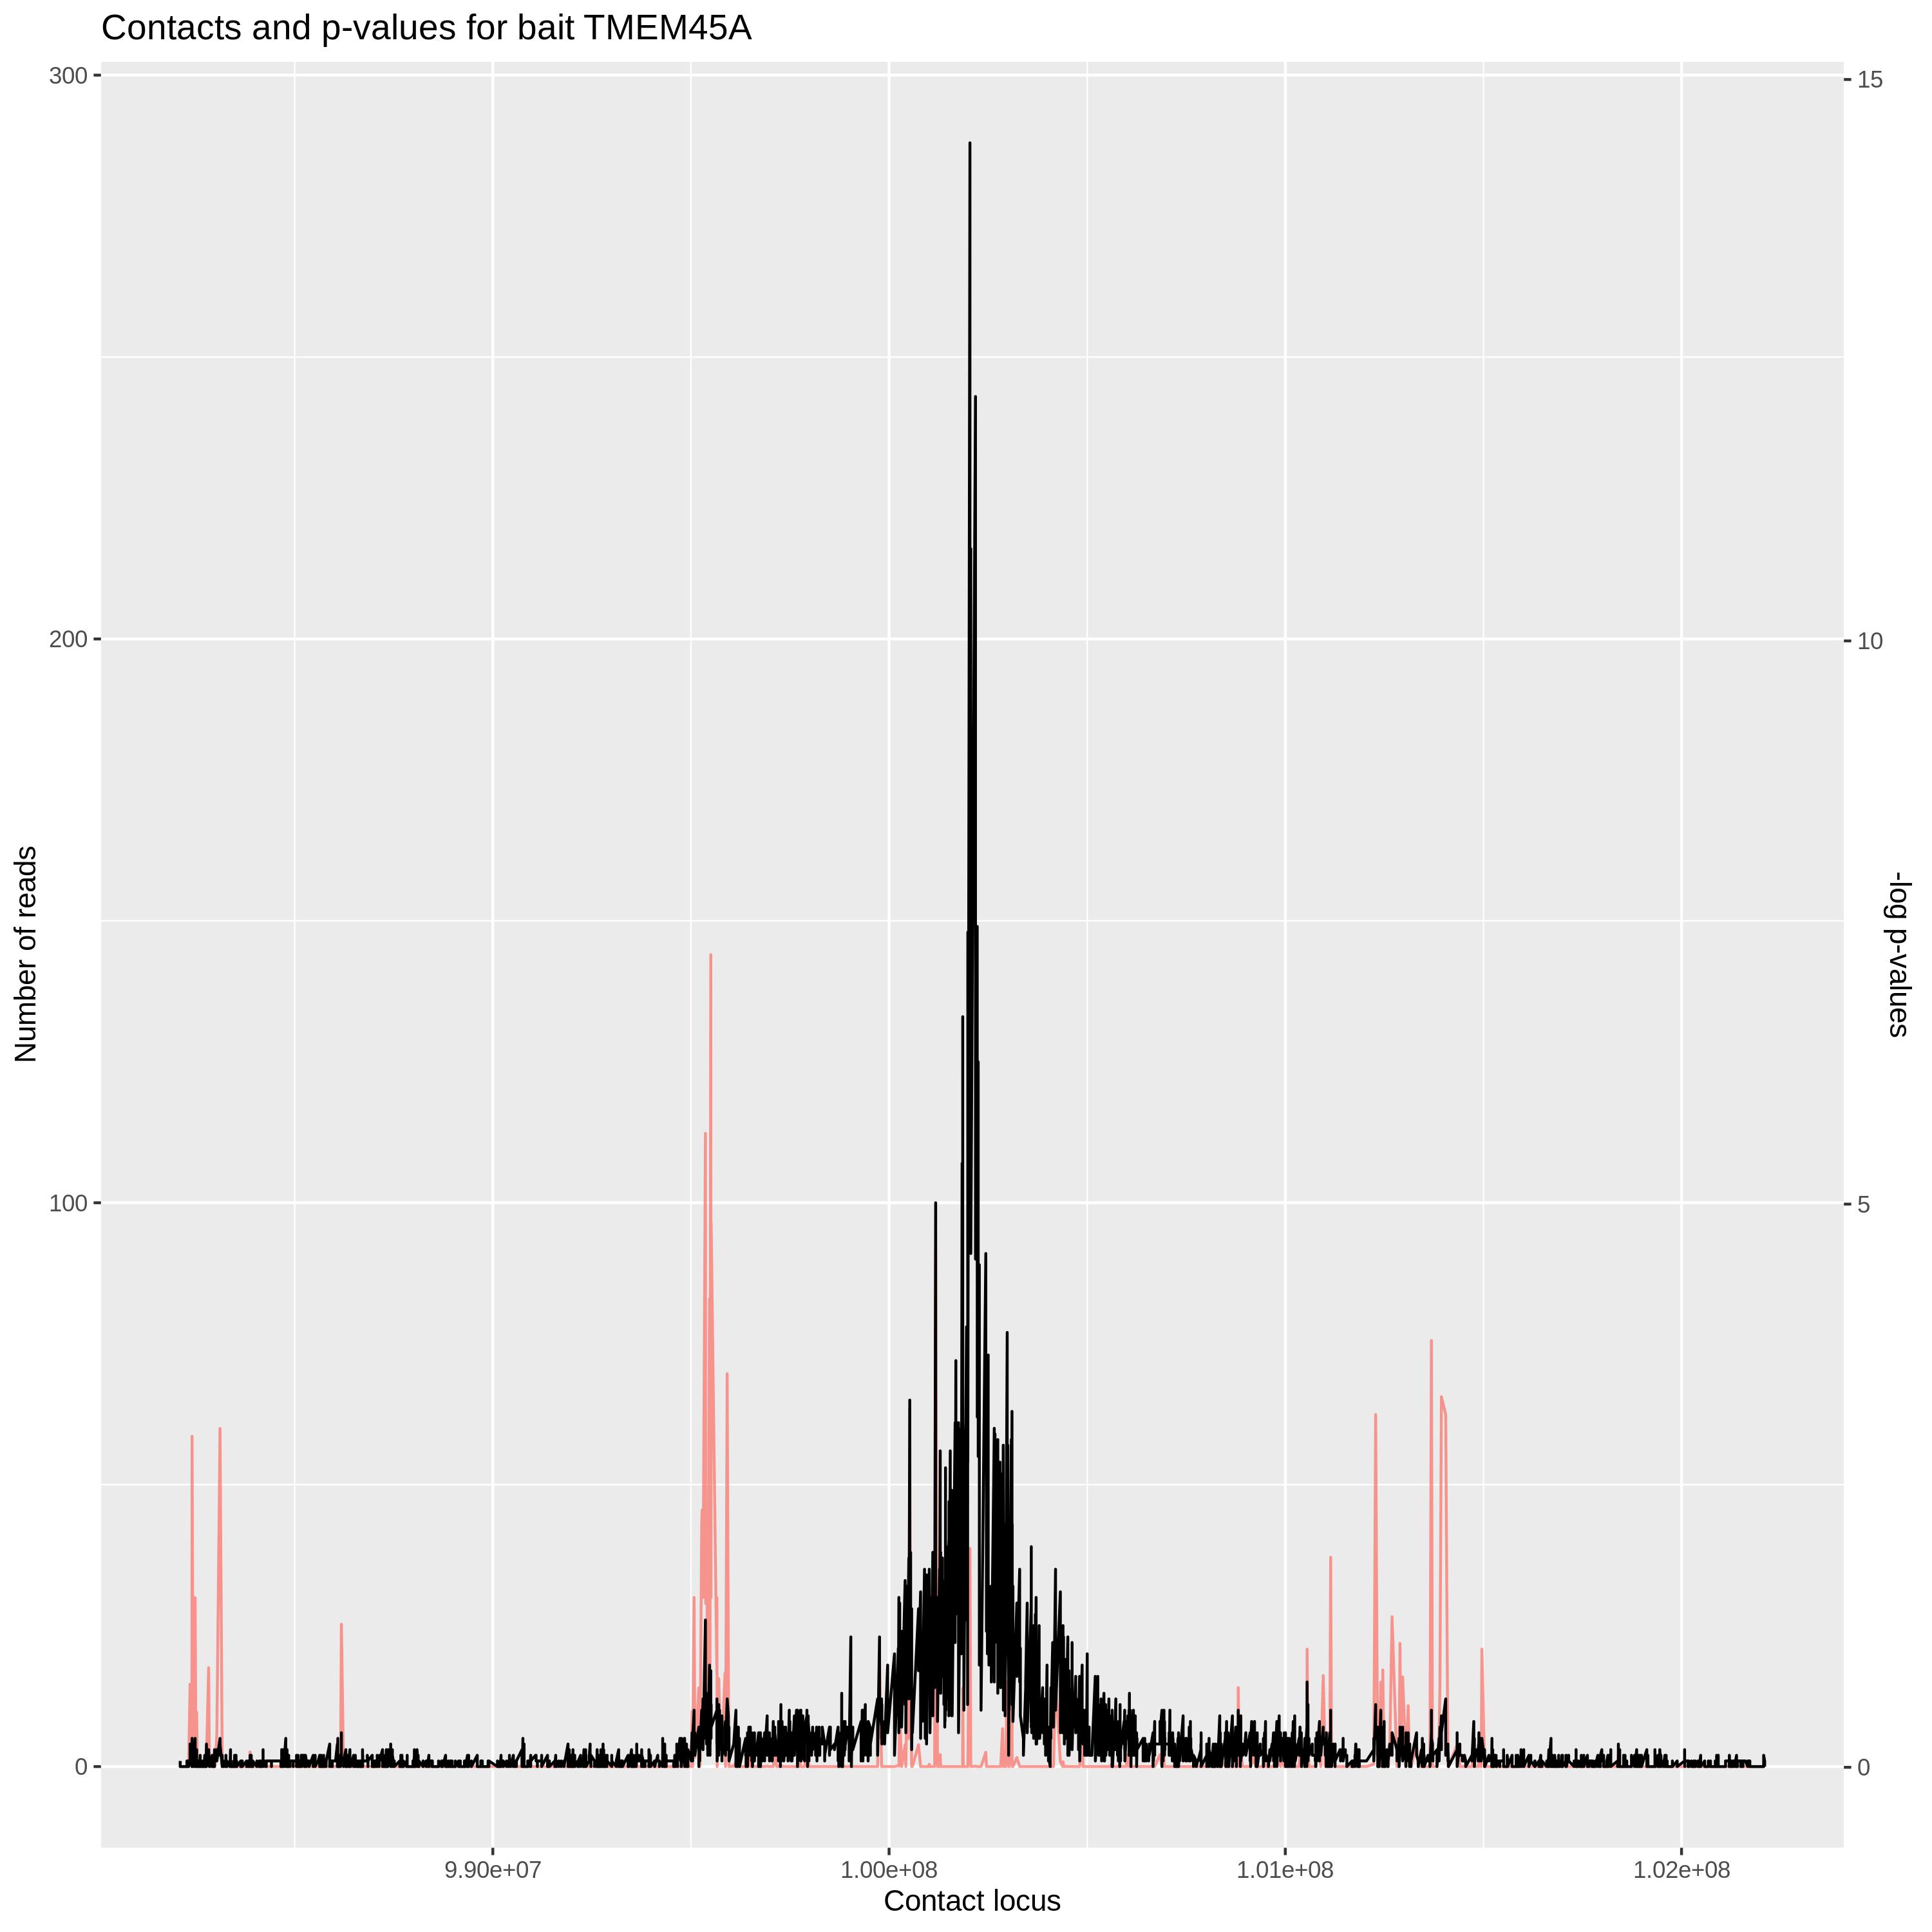 Contacts and p-values for bait TMEM45A
300
200
100
0
Number of reads
15
10
5
0
-log p-values
9.90e+07
1.00e+08
1.01e+08
1.02e+08
Contact locus